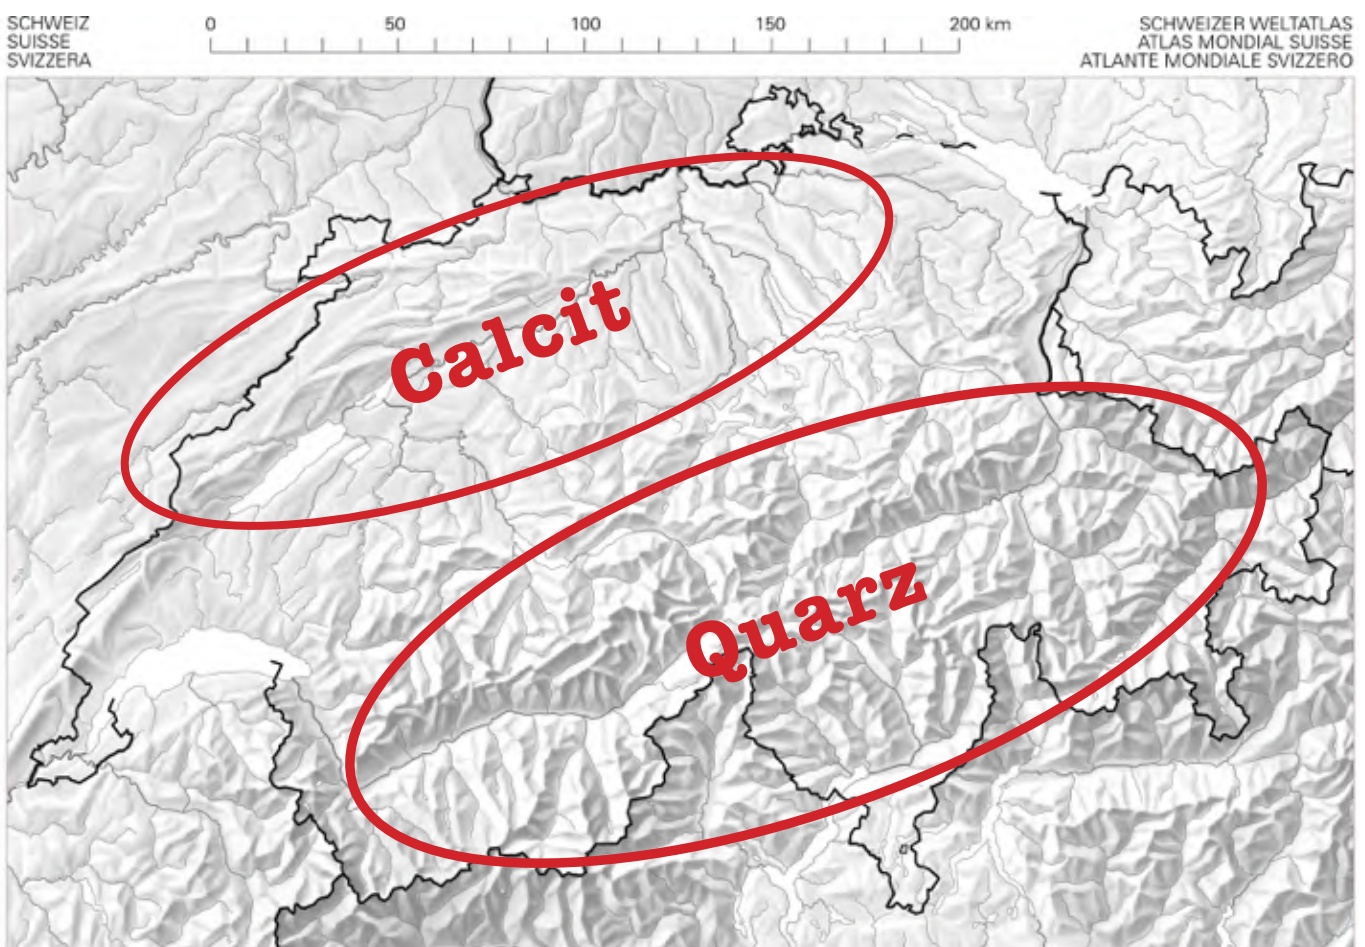 SCHWEIZ
SUISSE
SVIZZERA
0 50 100 150 200 km
SCHWEIZER WELTATLAS
ATLAS MONDIAL SUISSE
ATLANTE MONDIALE SVIZZERO
Calcit
Quarz